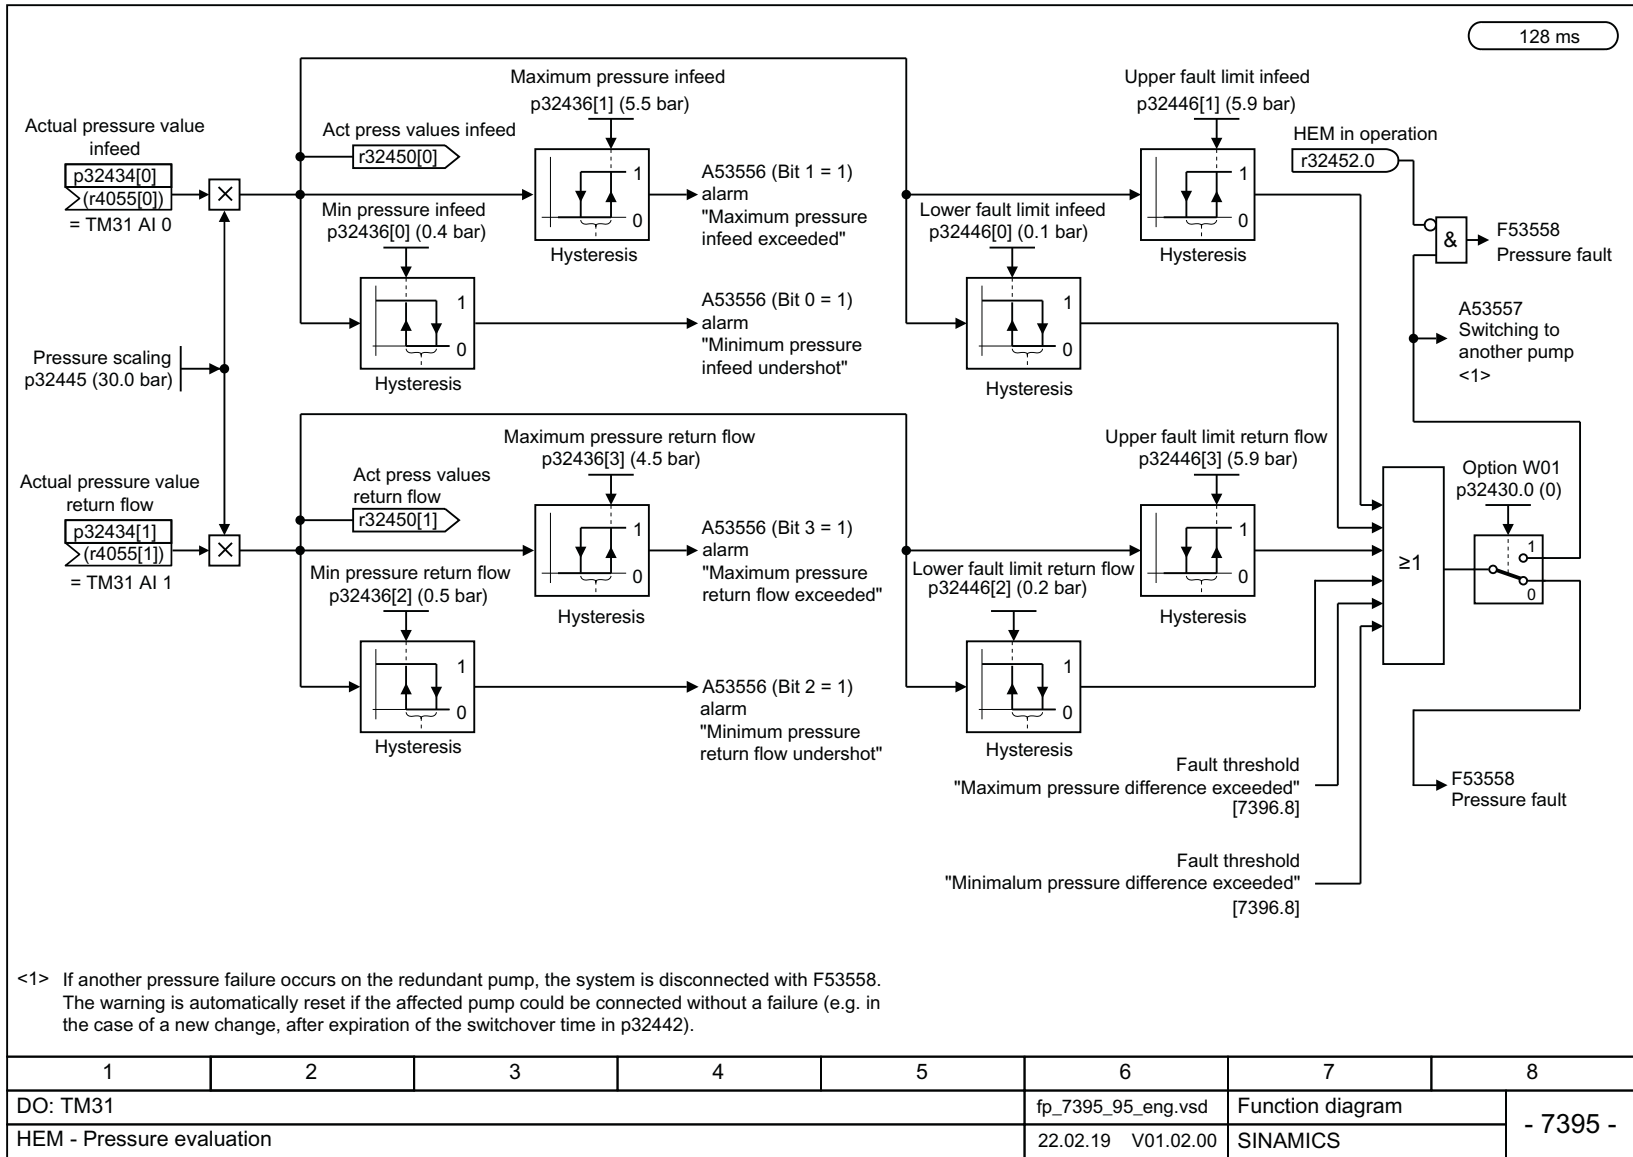 128 ms
Actual pressure value
infeed
p32434[0]
(r4055[0])
= TM31 AI 0
×
Act press values infeed
r32450[0]
Maximum pressure infeed
p32436[1] (5.5 bar)
1
0
Hysteresis
A53556 (Bit 1 = 1)
alarm
"Maximum pressure
infeed exceeded"
Min pressure infeed
p32436[0] (0.4 bar)
1
0
Hysteresis
A53556 (Bit 0 = 1)
alarm
"Minimum pressure
infeed undershot"
Upper fault limit infeed
p32446[1] (5.9 bar)
1
0
Hysteresis
Lower fault limit infeed
p32446[0] (0.1 bar)
1
0
Hysteresis
HEM in operation
r32452.0
&
F53558
Pressure fault
A53557
Switching to
another pump
<1>
Pressure scaling
p32445 (30.0 bar)
Actual pressure value
return flow
p32434[1]
(r4055[1])
= TM31 AI 1
×
Act press values
return flow
r32450[1]
Maximum pressure return flow
p32436[3] (4.5 bar)
1
0
Hysteresis
A53556 (Bit 3 = 1)
alarm
"Maximum pressure
return flow exceeded"
Min pressure return flow
p32436[2] (0.5 bar)
1
0
Hysteresis
A53556 (Bit 2 = 1)
alarm
"Minimum pressure
return flow undershot"
Upper fault limit return flow
p32446[3] (5.9 bar)
1
0
Hysteresis
Lower fault limit return flow
p32446[2] (0.2 bar)
1
0
Hysteresis
≥1
Option W01
p32430.0 (0)
1
0
F53558
Pressure fault
Fault threshold
"Maximum pressure difference exceeded"
[7396.8]
Fault threshold
"Minimalum pressure difference exceeded"
[7396.8]
<1> If another pressure failure occurs on the redundant pump, the system is disconnected with F53558.
The warning is automatically reset if the affected pump could be connected without a failure (e.g. in
the case of a new change, after expiration of the switchover time in p32442).
1 2 3 4 5 6 7 8
DO: TM31 fp_7395_95_eng.vsd Function diagram
- 7395 -
HEM - Pressure evaluation 22.02.19 V01.02.00 SINAMICS